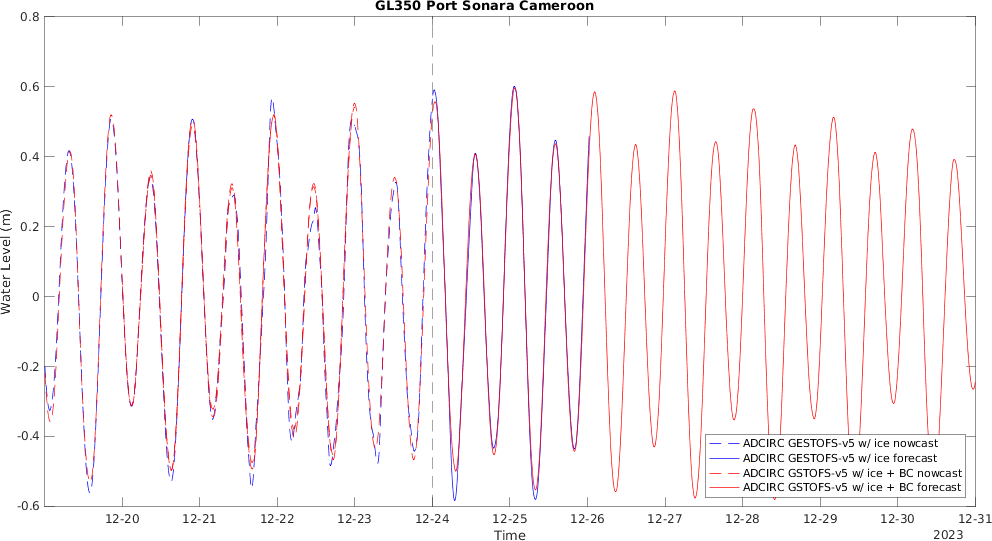 GL350 Port Sonara Cameroon
0.8
0.6
0.4
0.2
0
-0.2
-0.4
-0.6
Water Level (m)
ADCIRC GESTOFS-v5 w/ ice nowcast
ADCIRC GESTOFS-v5 w/ ice forecast
ADCIRC GSTOFS-v5 w/ ice + BC nowcast
ADCIRC GSTOFS-v5 w/ ice + BC forecast
12-20 12-21 12-22 12-23 12-24 12-25 12-26 12-27 12-28 12-29 12-30 12-31
Time
2023